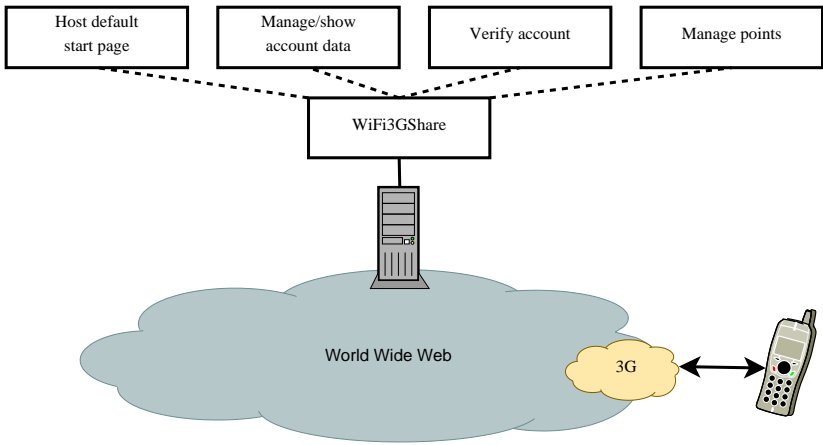 Host default
start page
Manage/show
account data
Verify account
Manage points
WiFi3GShare
World Wide Web
3G